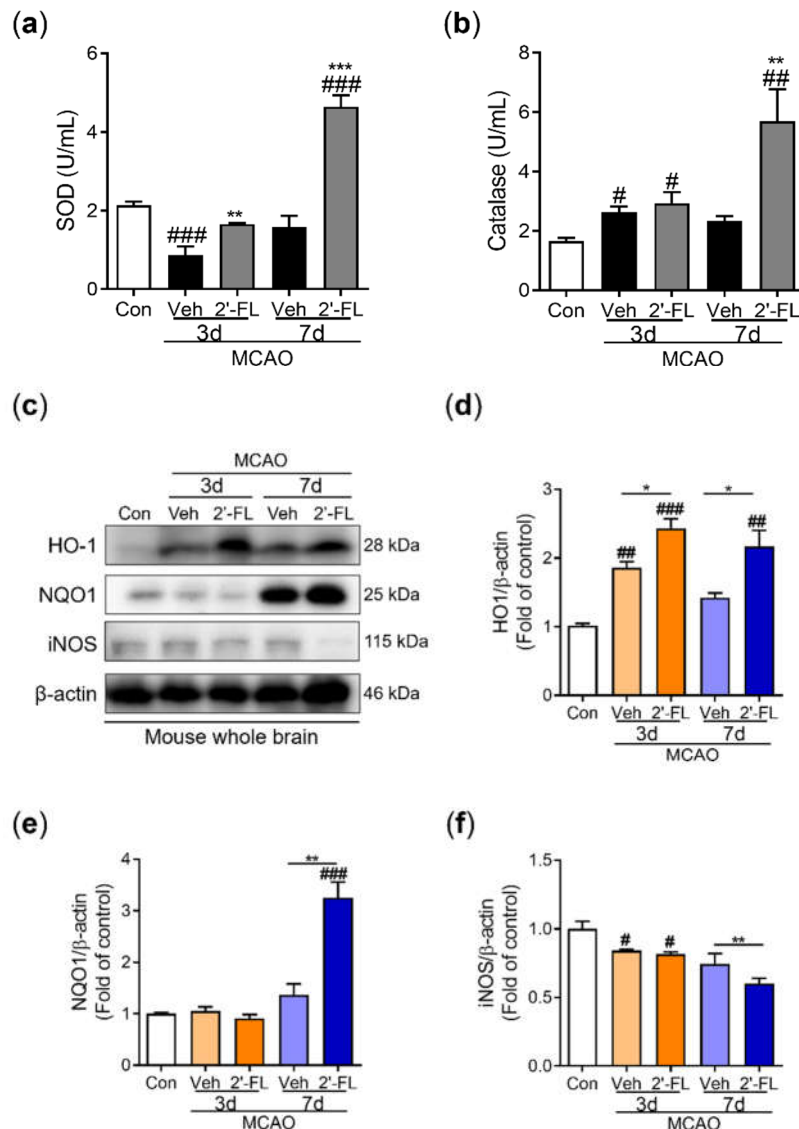 (a)
SOD (U/mL)
6
4
2
0
***
###
###
**
Con Veh 2'-FL Veh 2'-FL
3d 7d
MCAO
(b)
Catalase (U/mL)
8
6
4
2
0
**
##
# #
Con Veh 2'-FL Veh 2'-FL
3d 7d
MCAO
(c)
MCAO
3d 7d
Con Veh 2'-FL Veh 2'-FL
HO-1 28 kDa
NQO1 25 kDa
iNOS 115 kDa
β-actin 46 kDa
Mouse whole brain
(d)
HO1/β-actin
(Fold of control)
3
2
1
0
* *
###
## ##
Con Veh 2'-FL Veh 2'-FL
3d 7d
MCAO
(e)
NQO1/β-actin
(Fold of control)
4
3
2
1
0
**
###
Con Veh 2'-FL Veh 2'-FL
3d 7d
MCAO
(f)
iNOS/β-actin
(Fold of control)
1.5
1.0
0.5
0.0
# #
**
Con Veh 2'-FL Veh 2'-FL
3d 7d
MCAO